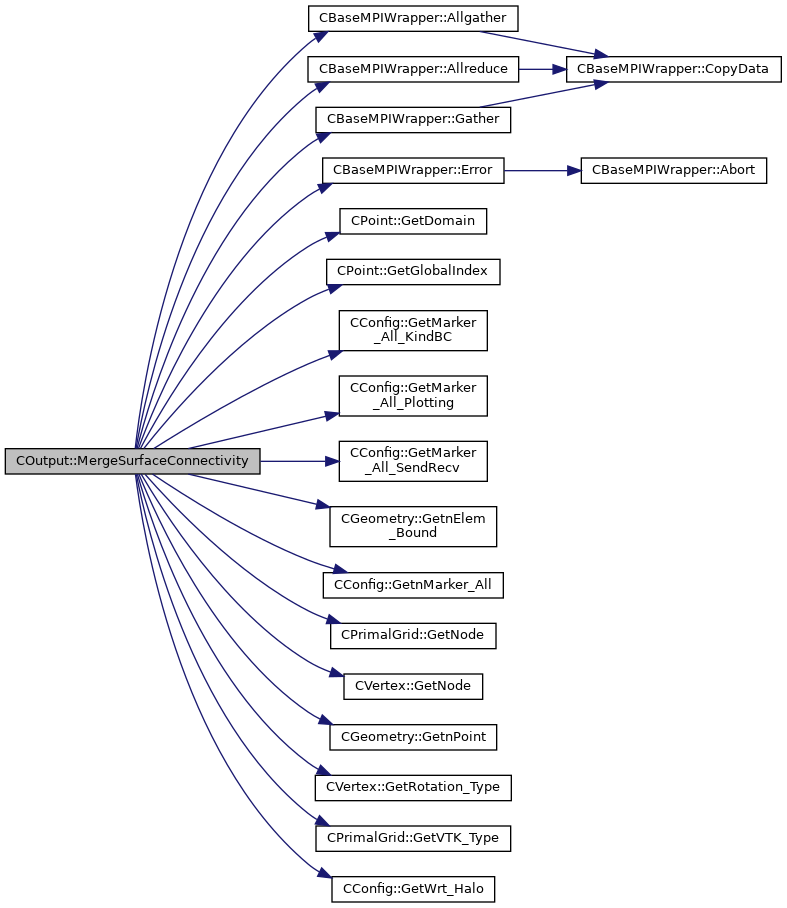 CBaseMPIWrapper::Allgather
CBaseMPIWrapper::Allreduce
CBaseMPIWrapper::CopyData
CBaseMPIWrapper::Gather
CBaseMPIWrapper::Error
CBaseMPIWrapper::Abort
CPoint::GetDomain
CPoint::GetGlobalIndex
CConfig::GetMarker
_All_KindBC
CConfig::GetMarker
_All_Plotting
COutput::MergeSurfaceConnectivity
CConfig::GetMarker
_All_SendRecv
CGeometry::GetnElem
_Bound
CConfig::GetnMarker_All
CPrimalGrid::GetNode
CVertex::GetNode
CGeometry::GetnPoint
CVertex::GetRotation_Type
CPrimalGrid::GetVTK_Type
CConfig::GetWrt_Halo